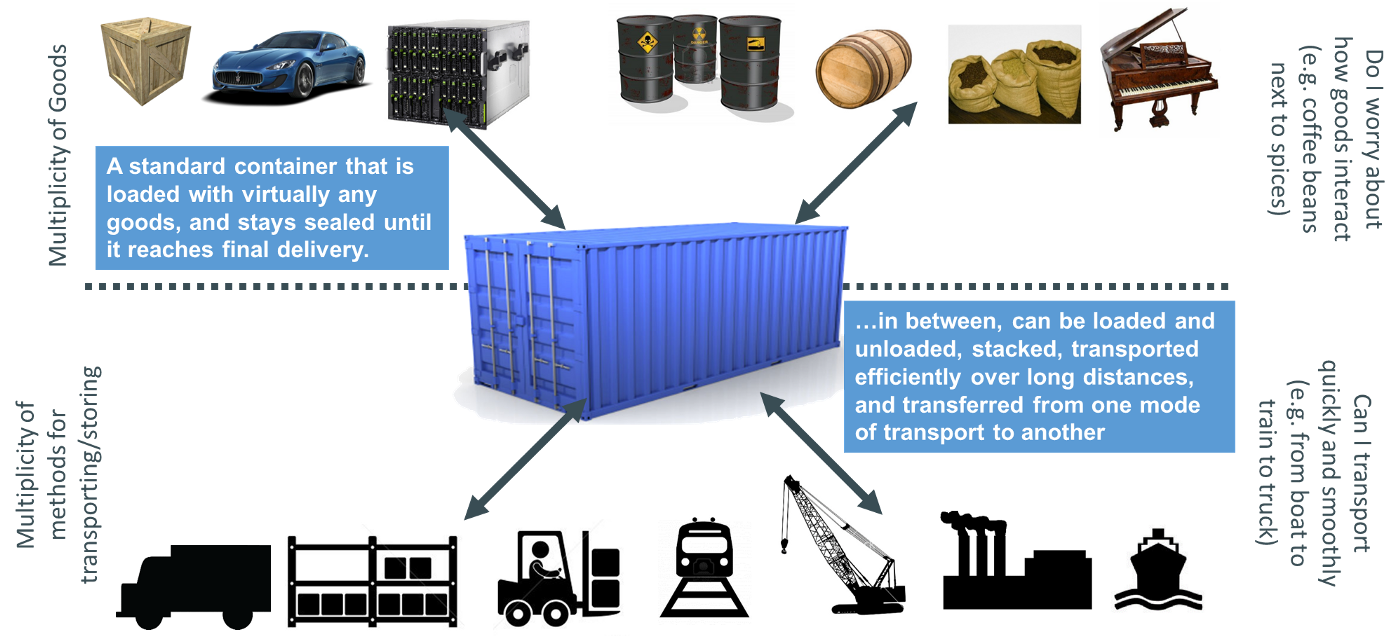 Multiplicity of Goods
A standard container that is
loaded with virtually any
goods, and stays sealed until
it reaches final delivery.
Do I worry about
how goods interact
(e.g. coffee beans
next to spices)
…in between, can be loaded and
unloaded, stacked, transported
efficiently over long distances,
and transferred from one mode
of transport to another
Multiplicity of
methods for
transporting/storing
Can I transport
quickly and smoothly
(e.g. from boat to
train to truck)